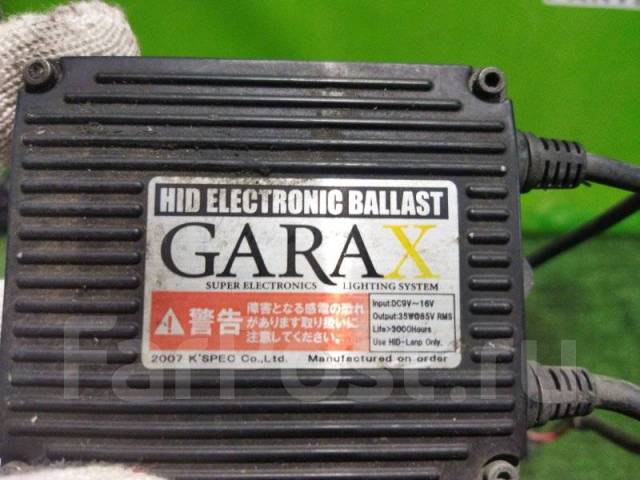 HID ELECTRONIC BALLAST
GARAX
SUPER ELECTRONICS LIGHTING SYSTEM
警告
障害となる感電の恐れ
があります取り扱いに
注意してください。
Input:DC9V~16V
Output:35W@85V RMS
Life>3000Hours
Use HID-Lamp Only.
2007 K'SPEC Co.,Ltd. Manufactured on order
FarPost.ru